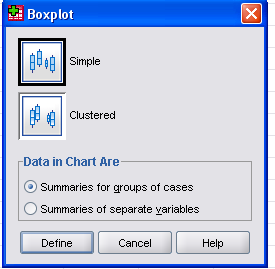 Boxplot
Simple
Clustered
Data in Chart Are
Summaries for groups of cases
Summaries of separate variables
Define Cancel Help